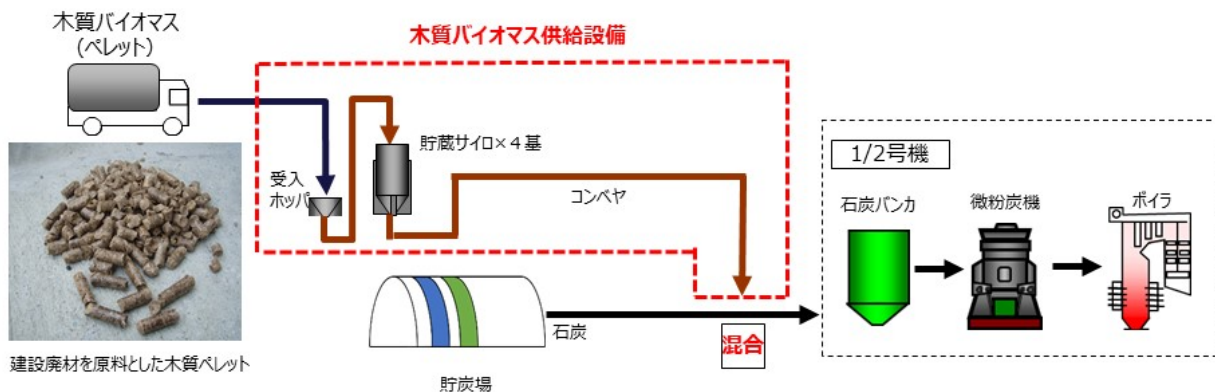 木質バイオマス
(ペレット)
木質バイオマス供給設備
貯蔵サイロ×4基
受入
ホッパ
コンベヤ
1/2号機
石炭バンカ
微粉炭機
ボイラ
石炭
混合
建設廃材を原料とした木質ペレット
貯炭場